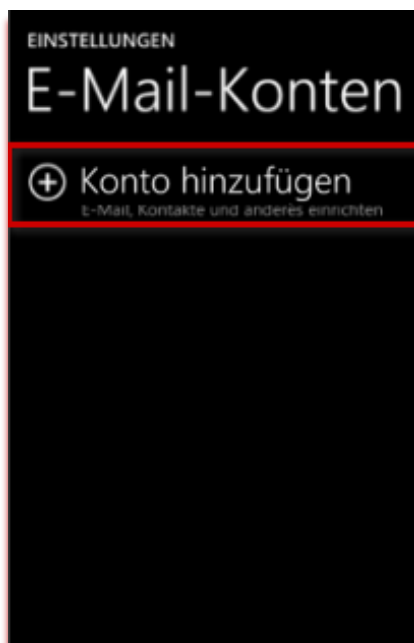 EINSTELLUNGEN
E-Mail-Konten
Konto hinzufügen
E-Mail, Kontakte und anderes einrichten